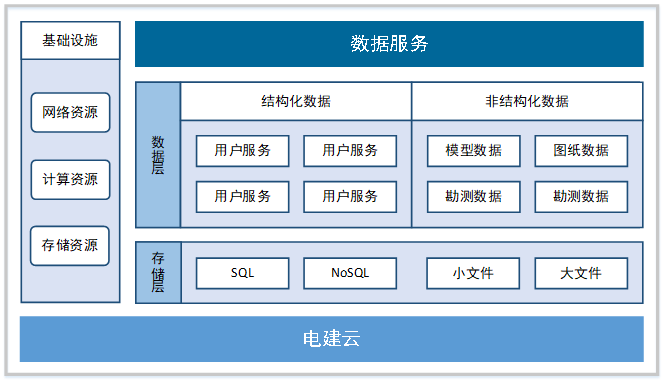 基础设施
网络资源
计算资源
存储资源
数据服务
数据层
结构化数据
非结构化数据
用户服务
用户服务
模型数据
图纸数据
用户服务
用户服务
勘测数据
勘测数据
存储层
SQL
NoSQL
小文件
大文件
电建云